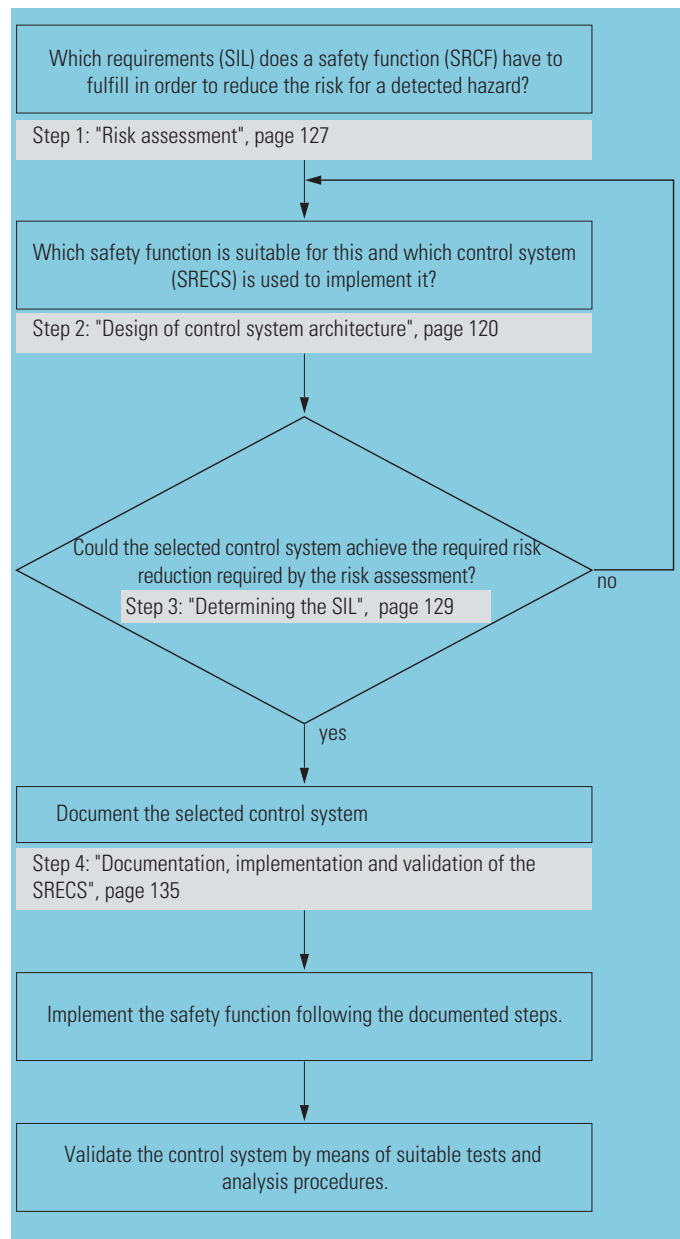 Which requirements (SIL) does a safety function (SRCF) have to
fulfill in order to reduce the risk for a detected hazard?
Step 1: "Risk assessment", page 127
Which safety function is suitable for this and which control system
(SRECS) is used to implement it?
Step 2: "Design of control system architecture", page 120
Could the selected control system achieve the required risk
reduction required by the risk assessment?
Step 3: "Determining the SIL", page 129
no
yes
Document the selected control system
Step 4: "Documentation, implementation and validation of the
SRECS", page 135
Implement the safety function following the documented steps.
Validate the control system by means of suitable tests and
analysis procedures.